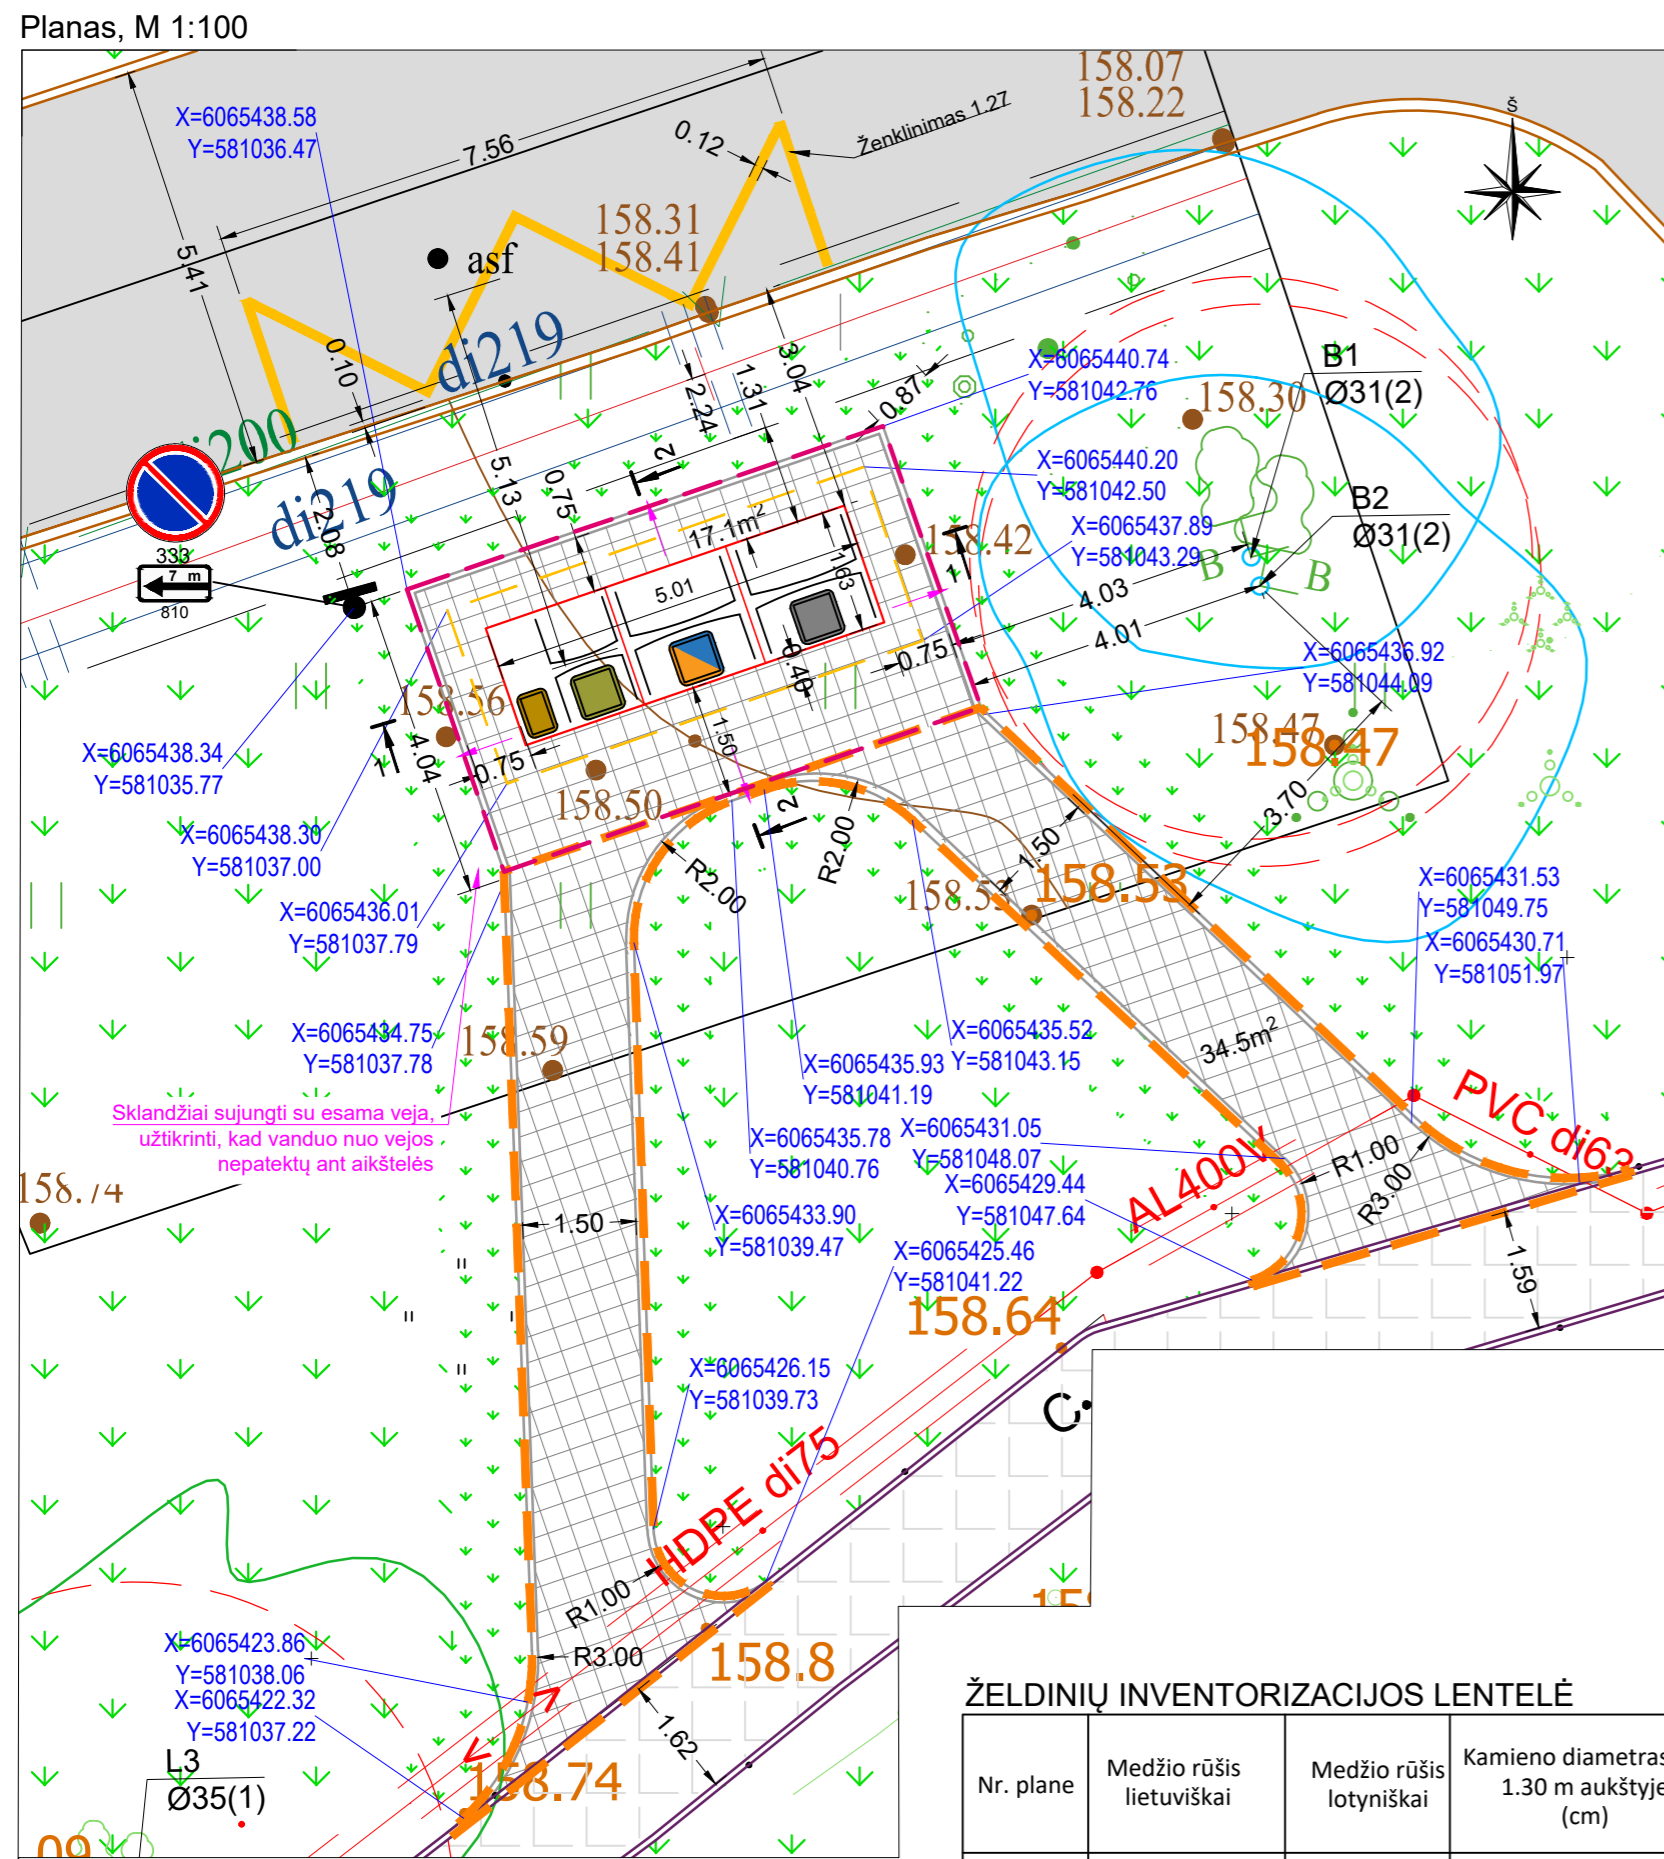 Planas, M 1:100
158.07
158.22
X=6065438.58
Y=581036.47
Š
7.56
0.12
Ženklinimas 1.27
5.41
158.31
158.41
asf
di219
0.10
3.04
1.31
2.24
0.87
X=6065440.74
Y=581042.76
B1
Ø31(2)
158.30
di219
2.08
5.13
0.75
2
X=6065440.20
Y=581042.50
B2
Ø31(2)
17.1m²
X=6065437.89
Y=581043.29
158.42
1
333
7 m
810
5.01
1.63
4.03
4.01
B
B
0.75
0.40
X=6065436.92
Y=581044.09
158.56
4.04
1
1.50
0.75
158.47
158.47
X=6065438.34
Y=581035.77
158.50
2
3.70
X=6065438.30
Y=581037.00
R2.00
R2.00
1.50
158.53
X=6065431.53
Y=581049.75
X=6065436.01
Y=581037.79
X=6065430.71
Y=581051.97
X=6065434.75
Y=581037.78
158.59
X=6065435.52
Y=581043.15
34.5m²
X=6065435.93
Y=581041.19
Sklandžiai sujungti su esama veja,
užtikrinti, kad vanduo nuo vejos
nepatektų ant aikštelės
X=6065435.78
Y=581040.76
X=6065431.05
Y=581048.07
PVC di63
AL400V
R1.00
R3.00
X=6065429.44
Y=581047.64
1.50
X=6065433.90
Y=581039.47
X=6065425.46
Y=581041.22
1.59
158.64
X=6065426.15
Y=581039.73
HDPE di75
R1.00
R3.00
X=6065423.86
Y=581038.06
158.8
X=6065422.32
Y=581037.22
1.62
L3
Ø35(1)
158.74
09
ŽELDINIŲ INVENTORIZACIJOS LENTELĖ
Nr. plane
Medžio rūšis
lietuviškai
Medžio rūšis
lotyniškai
Kamieno diametras
1.30 m aukštyje
(cm)